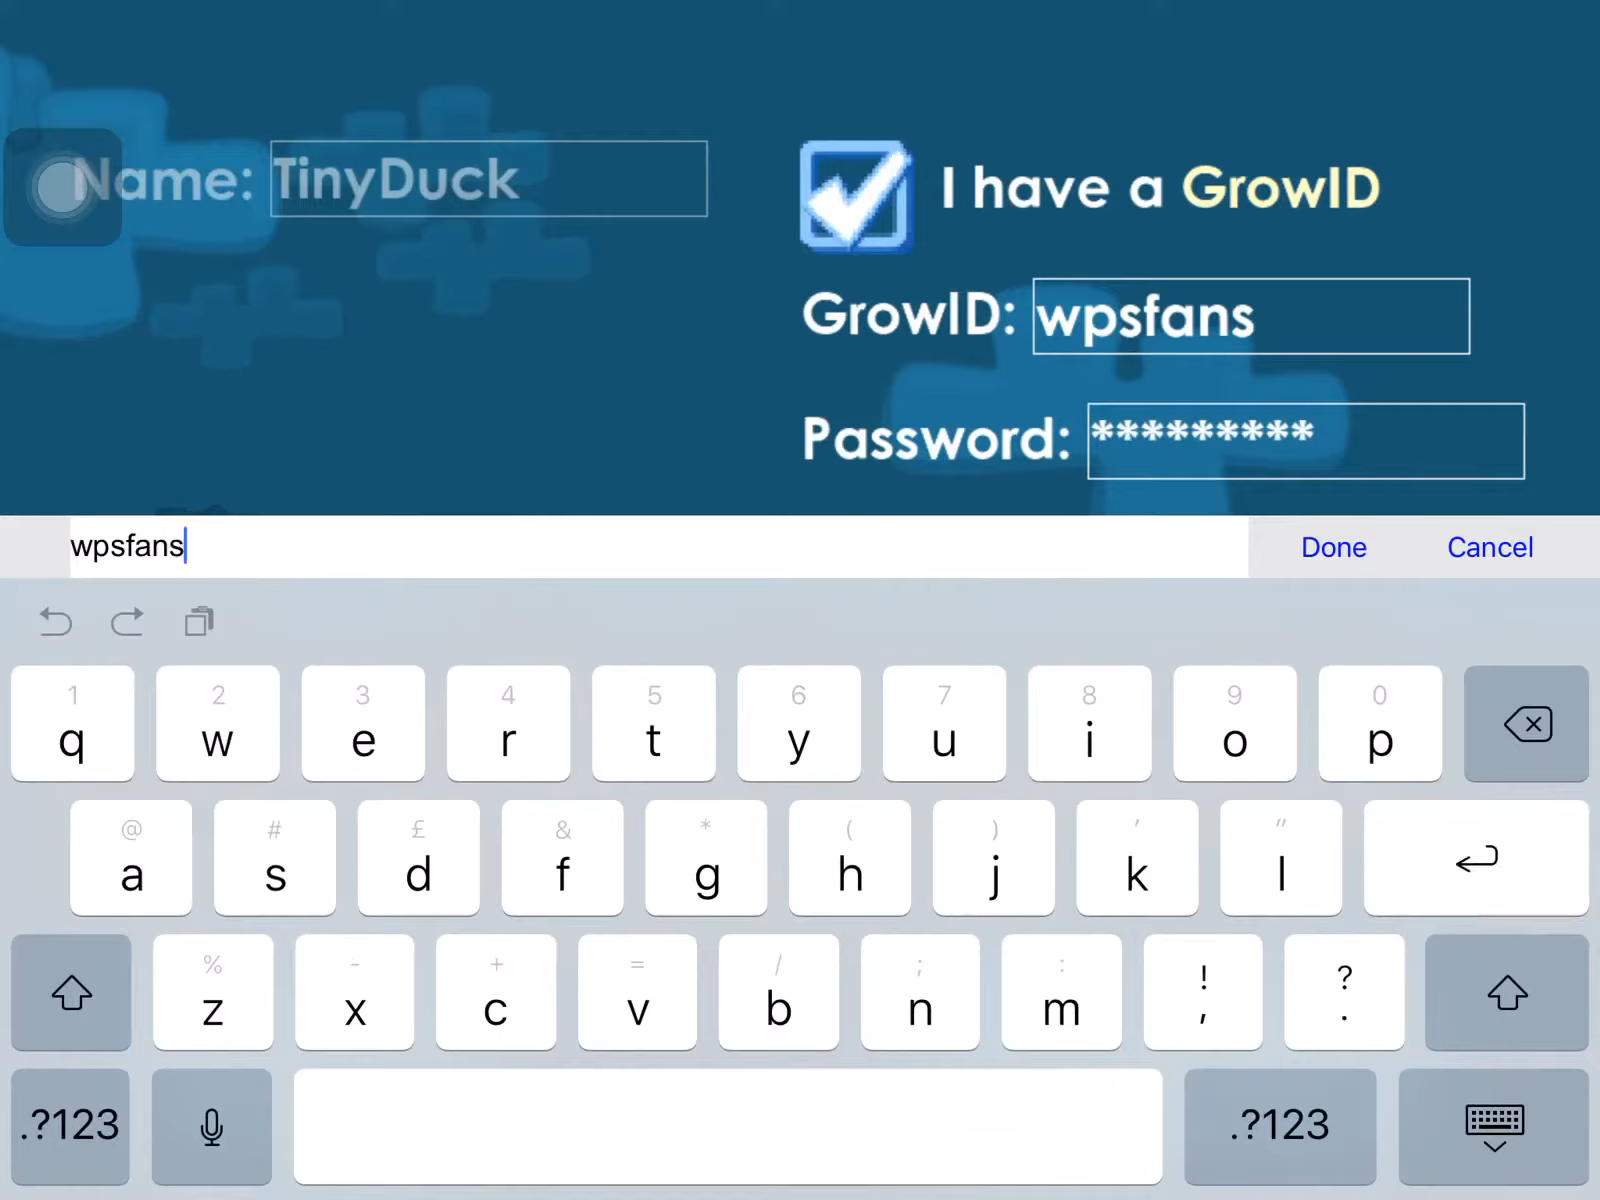 Name: TinyDuck
I have a GrowID
GrowID: wpsfans
Password: *********
wpsfans
Done Cancel
1 2 3 4 5 6 7 8 9 0
q w e r t y u i o p
@ # £ & * ( ) ' "
a s d f g h j k l
% - + = / ; : ! ?
z x c v b n m , .
.?123 .?123